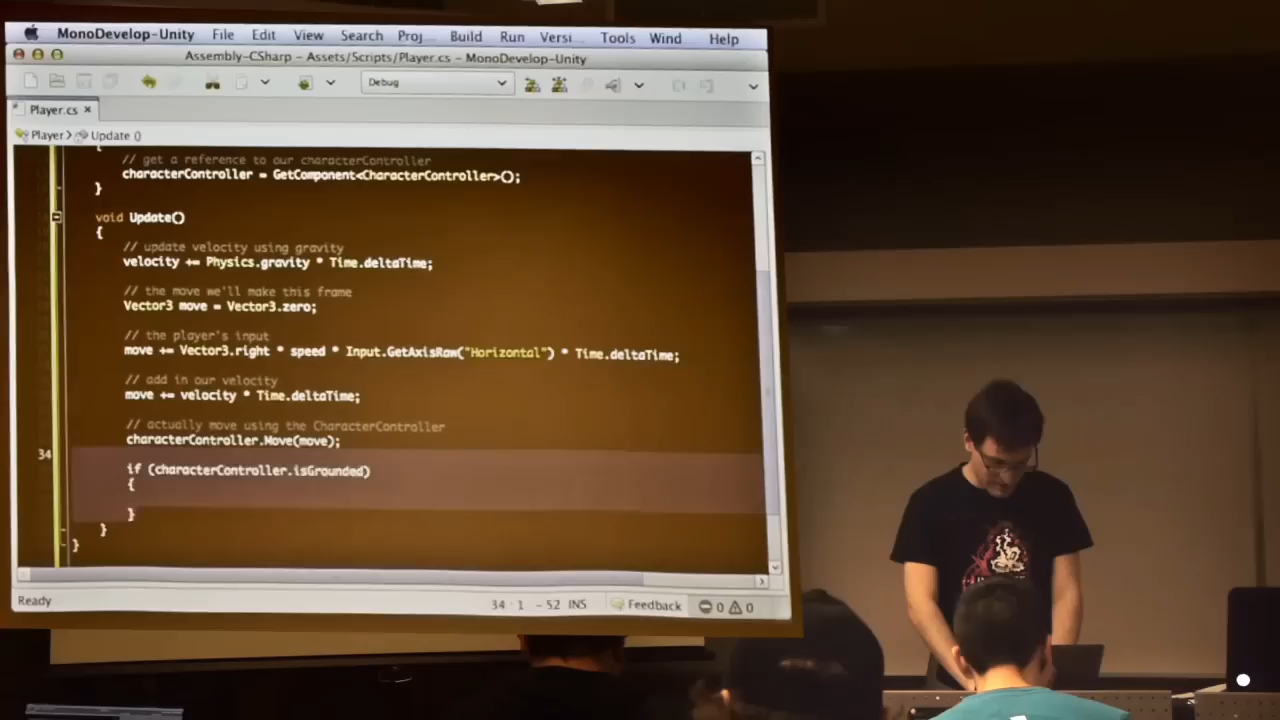 MonoDevelop-Unity File Edit View Search Proj... Build Run Versi... Tools Wind Help
Assembly-CSharp – Assets/Scripts/Player.cs – MonoDevelop-Unity
Debug
Player.cs ×
Player Update ()
{
// get a reference to our characterController
characterController = GetComponent<CharacterController>();
}
void Update()
{
// update velocity using gravity
velocity += Physics.gravity * Time.deltaTime;
// the move we'll make this frame
Vector3 move = Vector3.zero;
// the player's input
move += Vector3.right * speed * Input.GetAxisRaw("Horizontal") * Time.deltaTime;
// add in our velocity
move += velocity * Time.deltaTime;
// actually move using the CharacterController
characterController.Move(move);
34
if (characterController.isGrounded)
{
}
}
}
Ready 34 : 1 - 52 INS Feedback 0 0